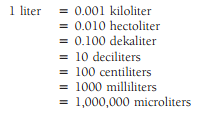 1 liter = 0.001 kiloliter
= 0.010 hectoliter
= 0.100 dekaliter
= 10 deciliters
= 100 centiliters
= 1000 milliliters
= 1,000,000 microliters